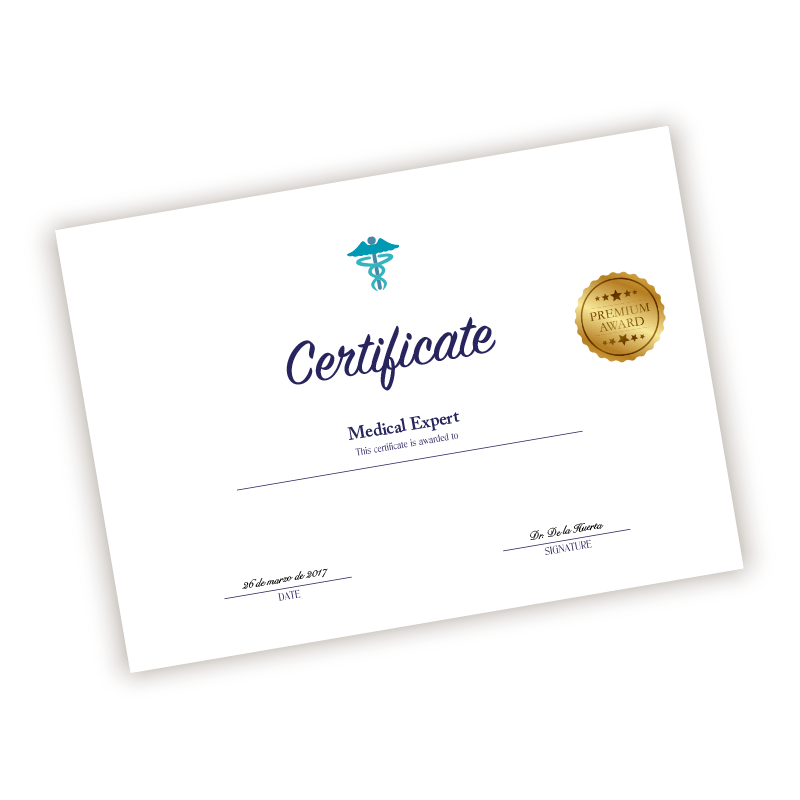 Certificate
PREMIUM
AWARD
Medical Expert
This certificate is awarded to
Dr. De la Huerta
SIGNATURE
26 de marzo de 2017
DATE